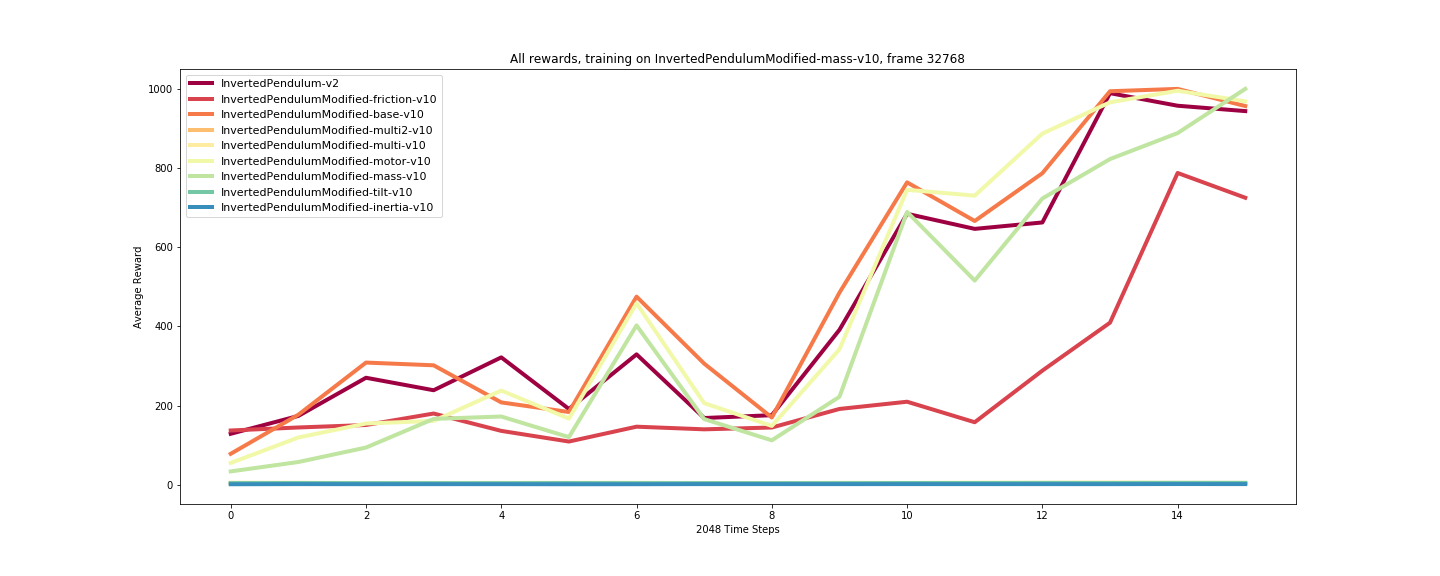 All rewards, training on InvertedPendulumModified-mass-v10, frame 32768
InvertedPendulum-v2
InvertedPendulumModified-friction-v10
InvertedPendulumModified-base-v10
InvertedPendulumModified-multi2-v10
InvertedPendulumModified-multi-v10
InvertedPendulumModified-motor-v10
InvertedPendulumModified-mass-v10
InvertedPendulumModified-tilt-v10
InvertedPendulumModified-inertia-v10
1000
800
600
400
200
0
Average Reward
0 2 4 6 8 10 12 14
2048 Time Steps